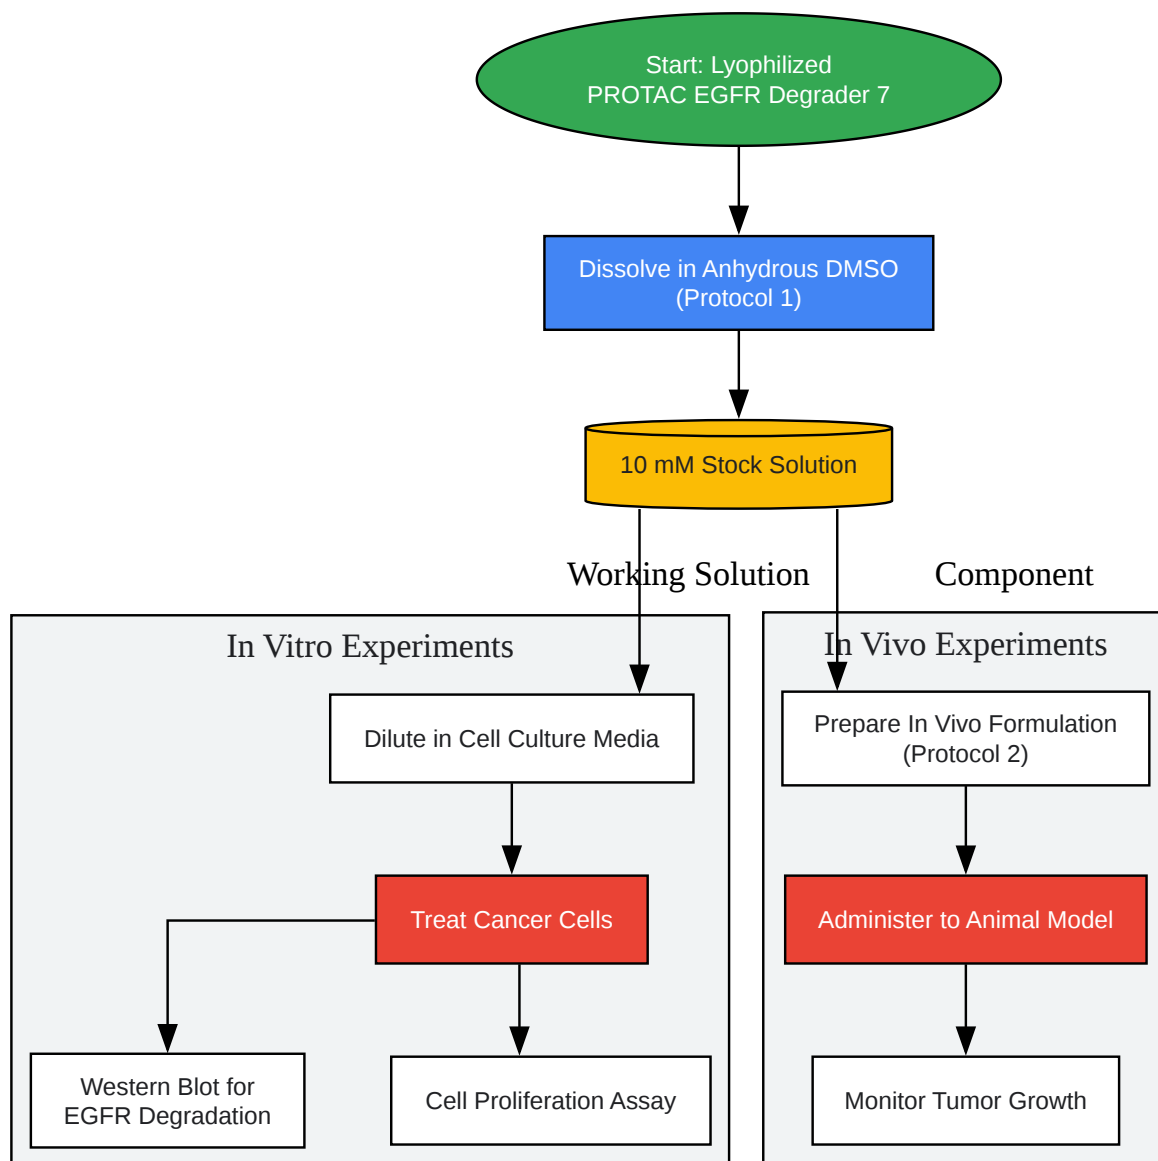 Start: Lyophilized
PROTAC EGFR Degrader 7
Dissolve in Anhydrous DMSO
(Protocol 1)
10 mM Stock Solution
Working Solution
Component
In Vitro Experiments
In Vivo Experiments
Dilute in Cell Culture Media
Prepare In Vivo Formulation
(Protocol 2)
Treat Cancer Cells
Administer to Animal Model
Western Blot for
EGFR Degradation
Cell Proliferation Assay
Monitor Tumor Growth